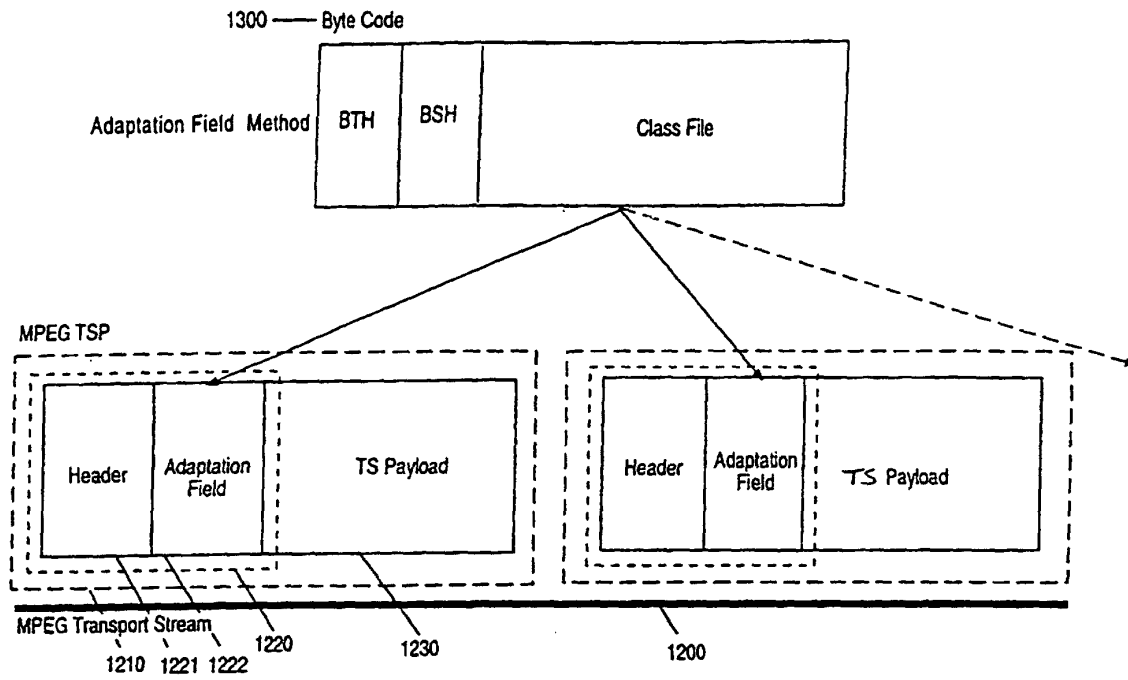 1300 — Byte Code
Adaptation Field Method
BTH
BSH
Class File
MPEG TSP
Header
Adaptation
Field
TS Payload
Header
Adaptation
Field
TS Payload
MPEG Transport Stream
1210
1221
1222
1220
1230
1200